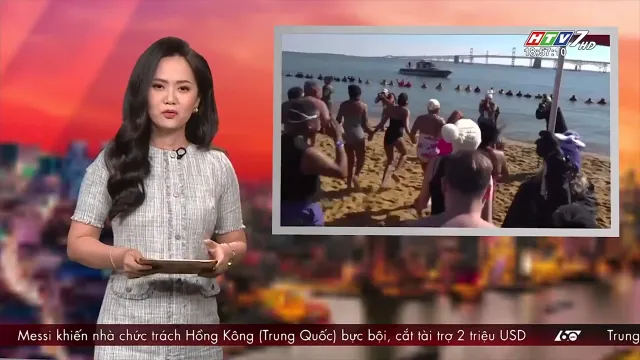 HTV7 HD
Messi khiến nhà chức trách Hồng Kông (Trung Quốc) bực bội, cắt tài trợ 2 triệu USD
60
Trung